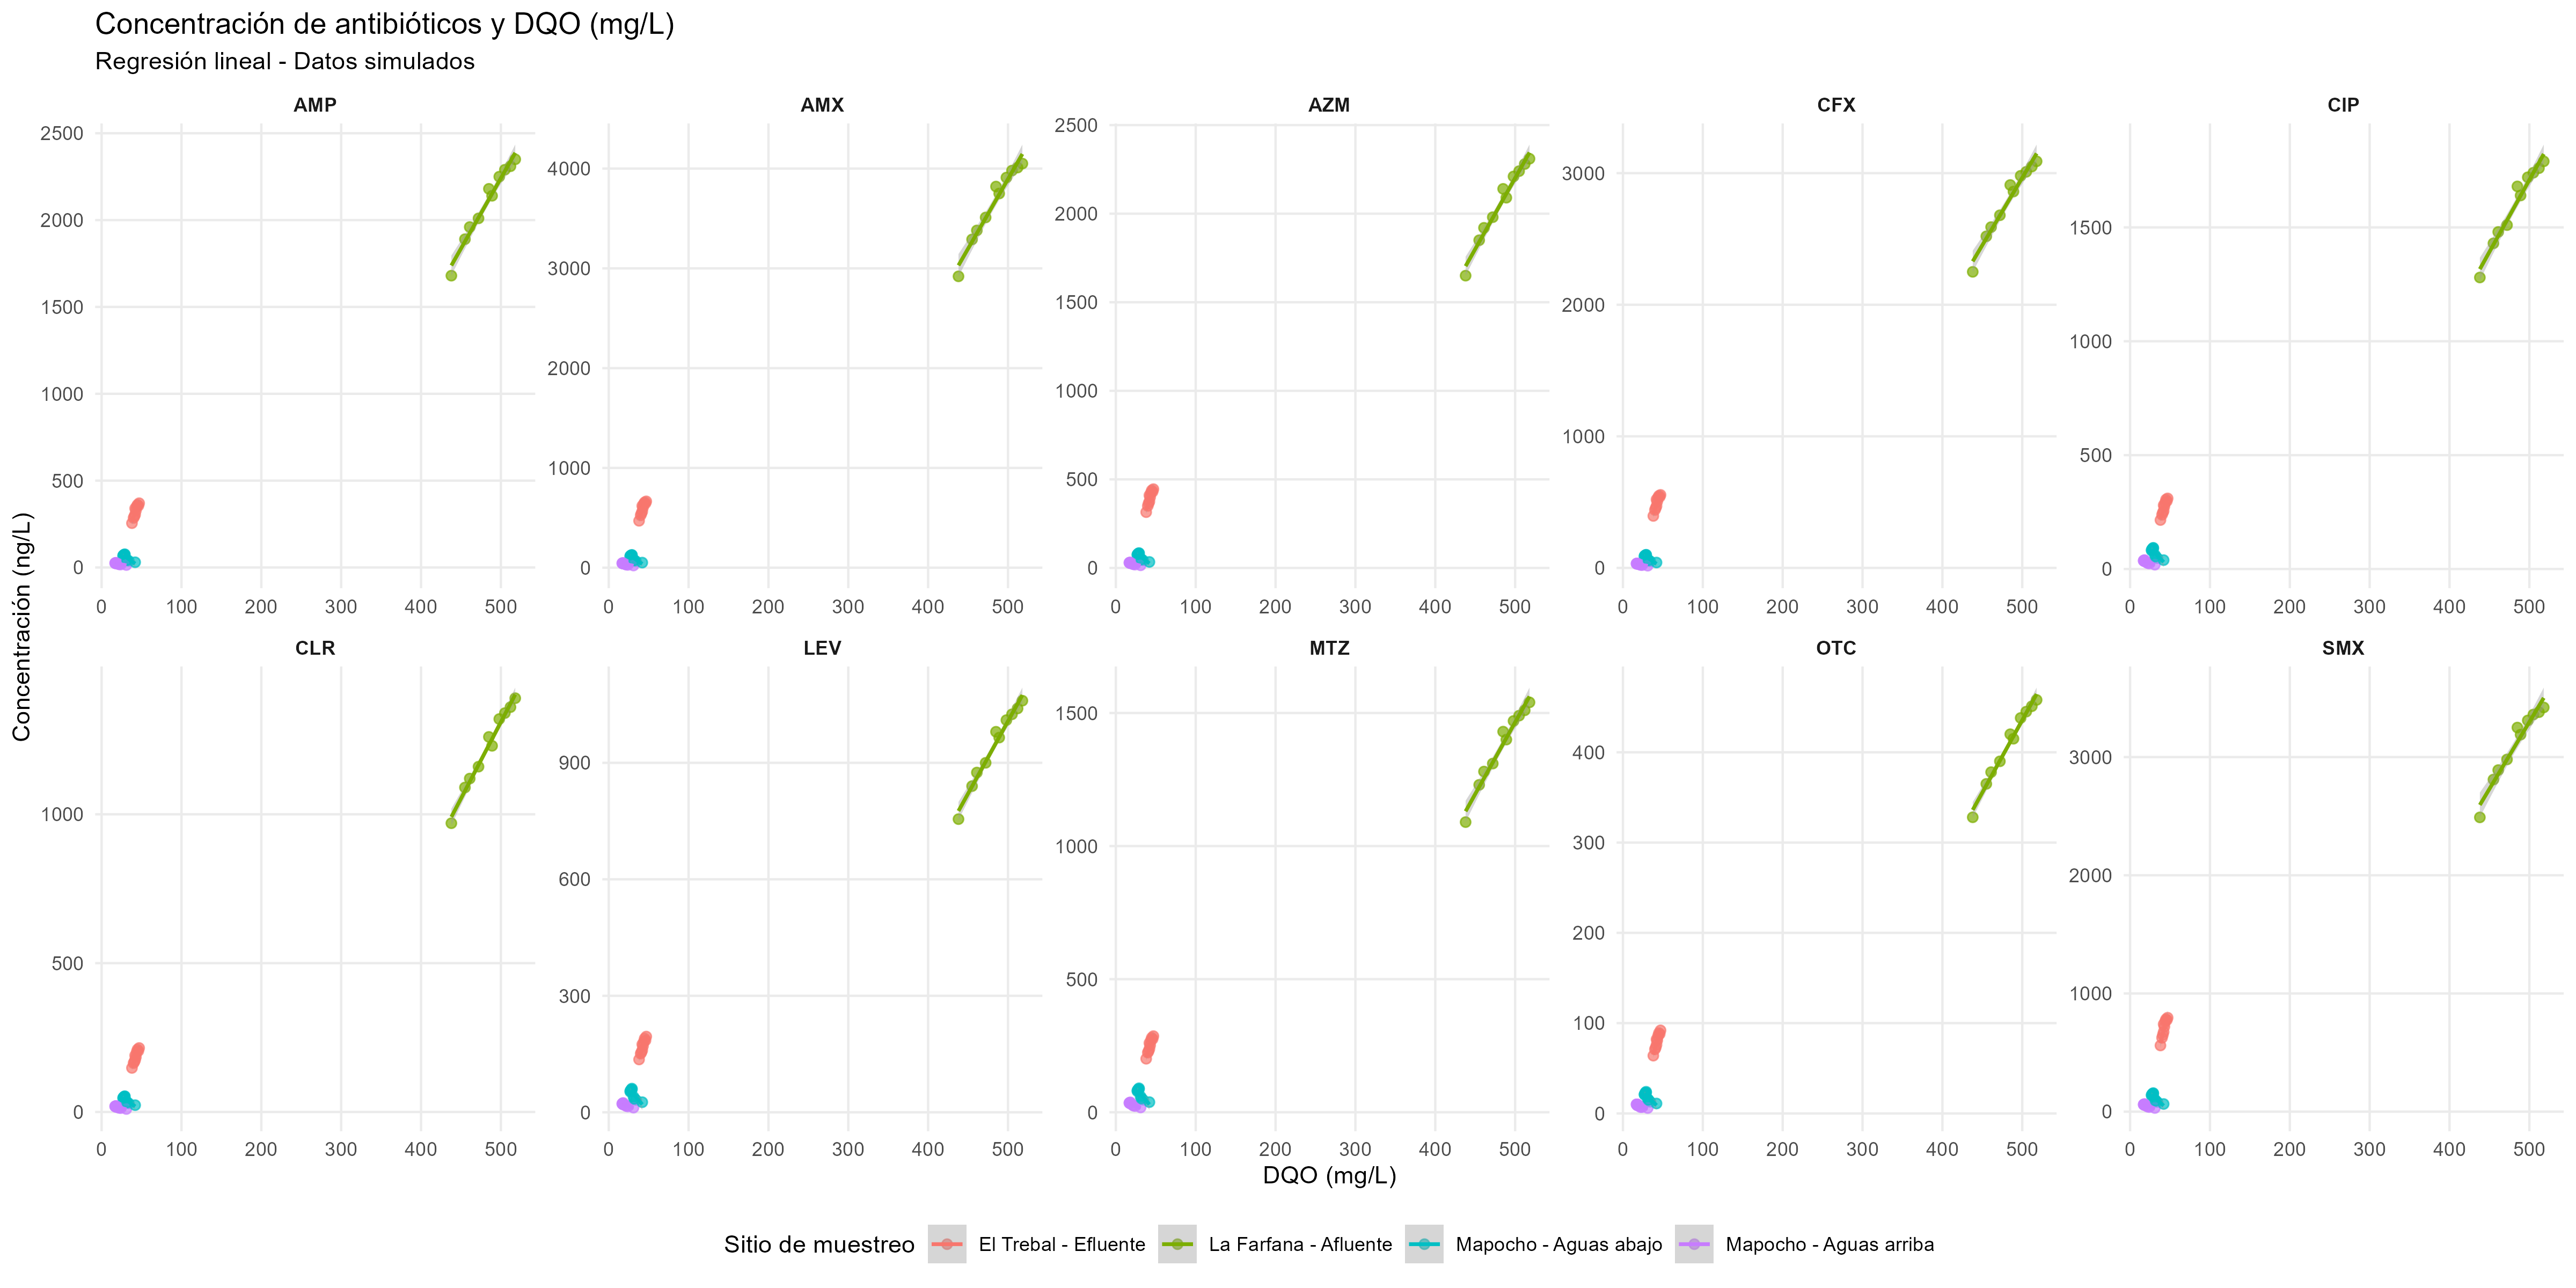 Concentración de antibióticos y DQO (mg/L)
Regresión lineal - Datos simulados
AMP
AMX
AZM
CFX
CIP
2500
2000
1500
1000
500
0
4000
3000
2000
1000
0
2500
2000
1500
1000
500
0
3000
2000
1000
0
1500
1000
500
0
0 100 200 300 400 500
0 100 200 300 400 500
0 100 200 300 400 500
0 100 200 300 400 500
0 100 200 300 400 500
Concentración (ng/L)
CLR
LEV
MTZ
OTC
SMX
1000
500
0
900
600
300
0
1500
1000
500
0
400
300
200
100
0
3000
2000
1000
0
0 100 200 300 400 500
0 100 200 300 400 500
0 100 200 300 400 500
0 100 200 300 400 500
0 100 200 300 400 500
DQO (mg/L)
Sitio de muestreo El Trebal - Efluente La Farfana - Afluente Mapocho - Aguas abajo Mapocho - Aguas arriba